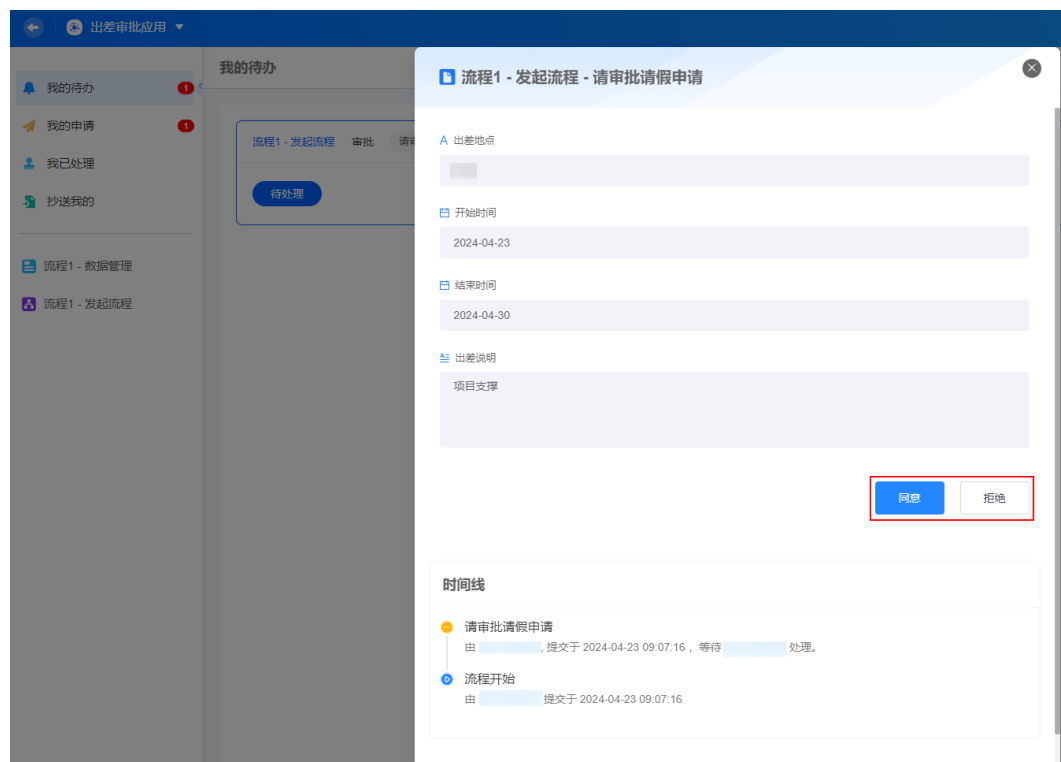 出差审批应用
我的待办 1
我的申请 1
我已处理
抄送我的
流程1 - 数据管理
流程1 - 发起流程
我的待办
流程1 - 发起流程 审批
待处理
流程1 - 发起流程 - 请审批请假申请
A 出差地点
开始时间
2024-04-23
结束时间
2024-04-30
出差说明
项目支撑
同意 拒绝
时间线
请审批请假申请
由 , 提交于 2024-04-23 09:07:16 , 等待 处理。
流程开始
由 提交于 2024-04-23 09:07:16